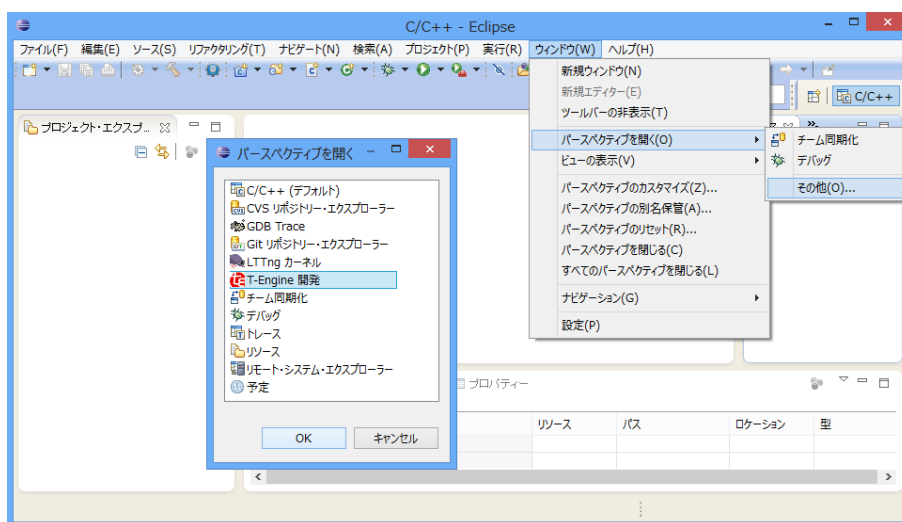 C/C++ - Eclipse
ファイル(F) 編集(E) ソース(S) リファクタリング(T) ナビゲート(N) 検索(A) プロジェクト(P) 実行(R) ウィンドウ(W) ヘルプ(H)
C/C++
プロジェクト・エクスプ...
新規ウィンドウ(N)
新規エディター(E)
ツールバーの非表示(T)
パースペクティブを開く(O)
ビューの表示(V)
パースペクティブのカスタマイズ(Z)...
パースペクティブの別名保管(A)...
パースペクティブのリセット(R)...
パースペクティブを閉じる(C)
すべてのパースペクティブを閉じる(L)
ナビゲーション(G)
設定(P)
チーム同期化
デバッグ
その他(O)...
パースペクティブを開く
C/C++ (デフォルト)
CVS リポジトリー・エクスプローラー
GDB Trace
Git リポジトリー・エクスプローラー
LTTng カーネル
T-Engine 開発
チーム同期化
デバッグ
トレース
リソース
リモート・システム・エクスプローラー
予定
OK キャンセル
プロパティー
リソース パス ロケーション 型